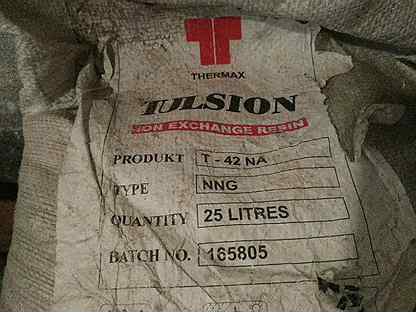 THERMAX
TULSION
ION EXCHANGE RESIN
PRODUKT T - 42 NA
TYPE NNG
QUANTITY 25 LITRES
BATCH NO. 165805